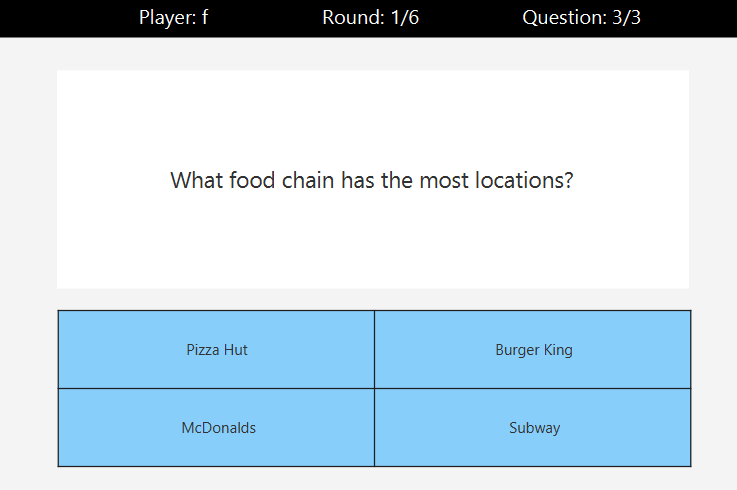 Player: f Round: 1/6 Question: 3/3
What food chain has the most locations?
Pizza Hut Burger King
McDonalds Subway